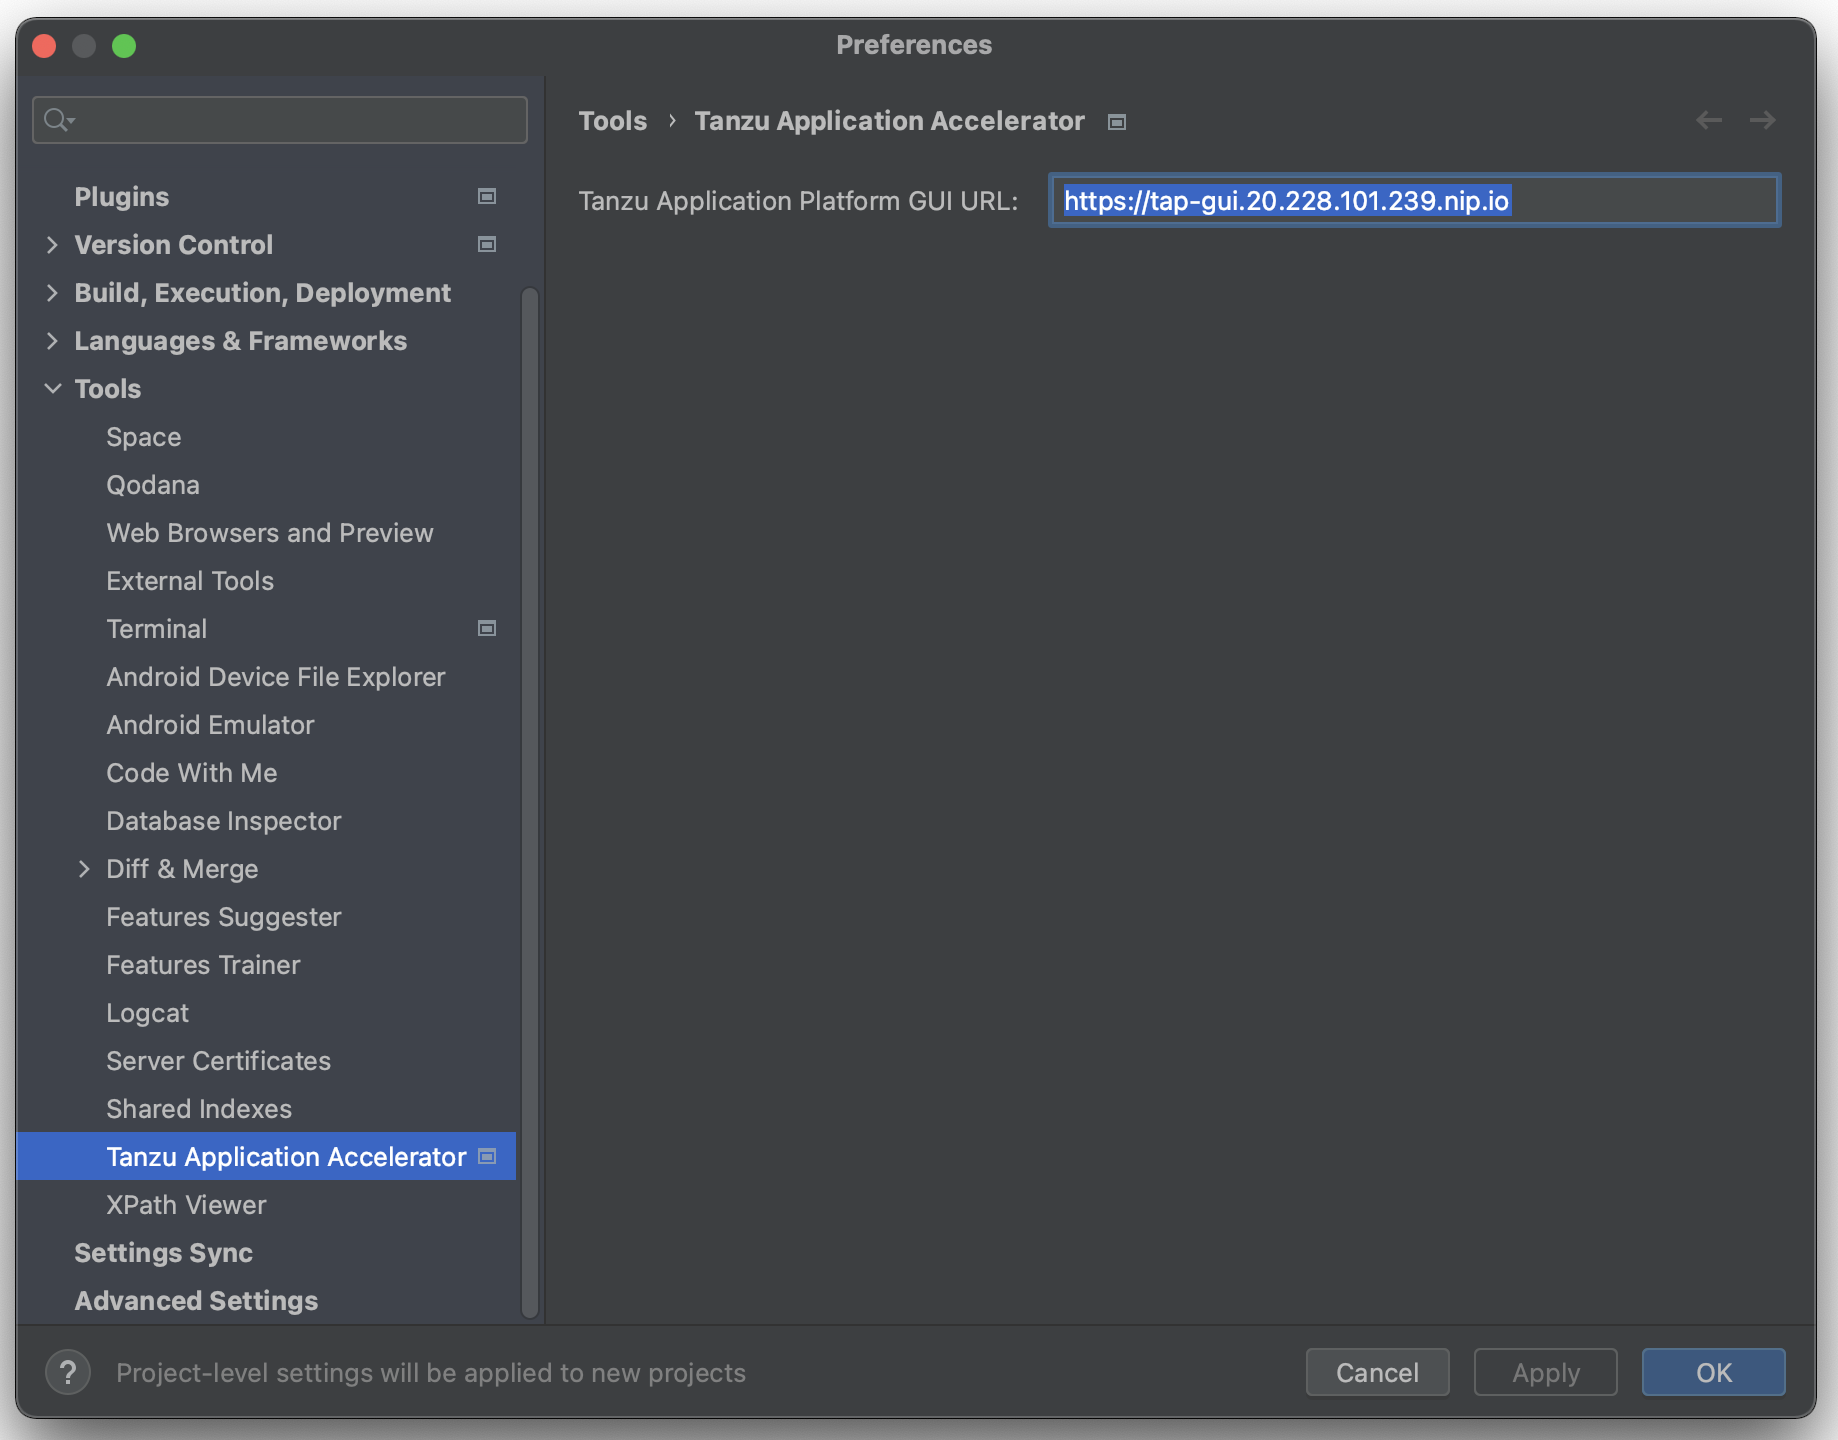 Preferences
Plugins
Version Control
Build, Execution, Deployment
Languages & Frameworks
Tools
Space
Qodana
Web Browsers and Preview
External Tools
Terminal
Android Device File Explorer
Android Emulator
Code With Me
Database Inspector
Diff & Merge
Features Suggester
Features Trainer
Logcat
Server Certificates
Shared Indexes
Tanzu Application Accelerator
XPath Viewer
Settings Sync
Advanced Settings
Tools › Tanzu Application Accelerator
Tanzu Application Platform GUI URL: https://tap-gui.20.228.101.239.nip.io
? Project-level settings will be applied to new projects
Cancel Apply OK